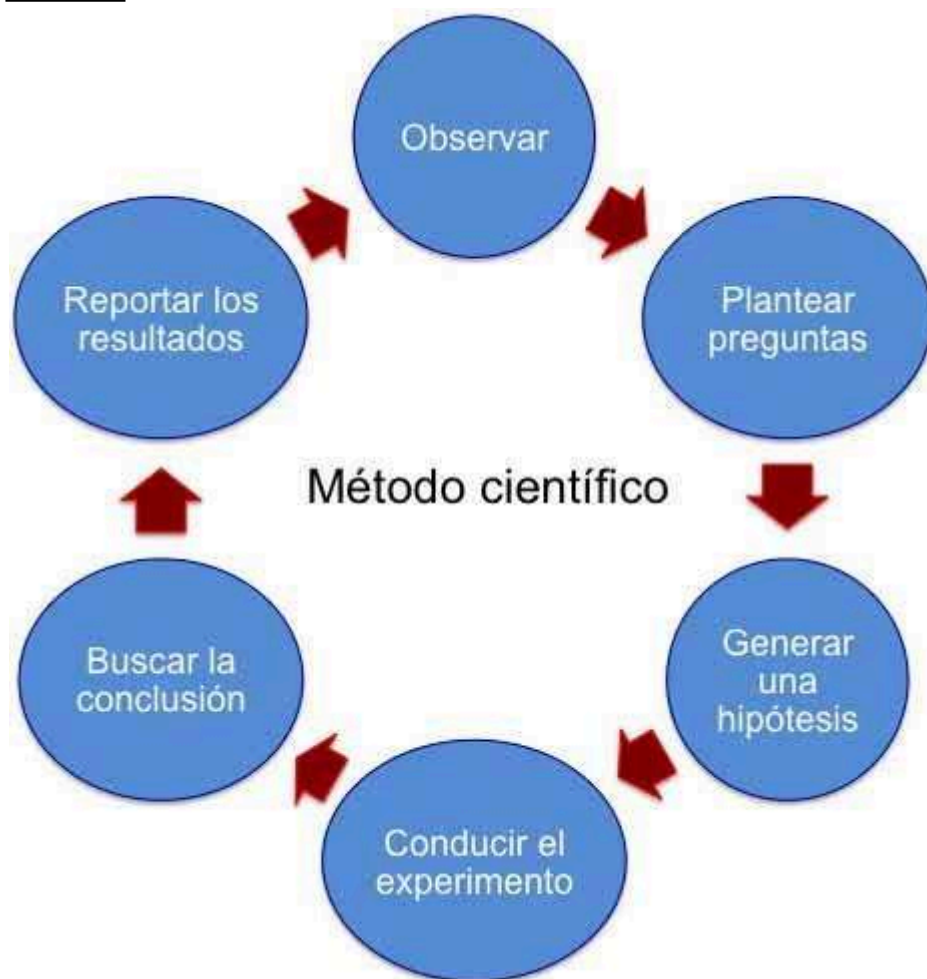 Observar
Plantear
preguntas
Generar
una
hipótesis
Conducir el
experimento
Buscar la
conclusión
Reportar los
resultados
Método científico